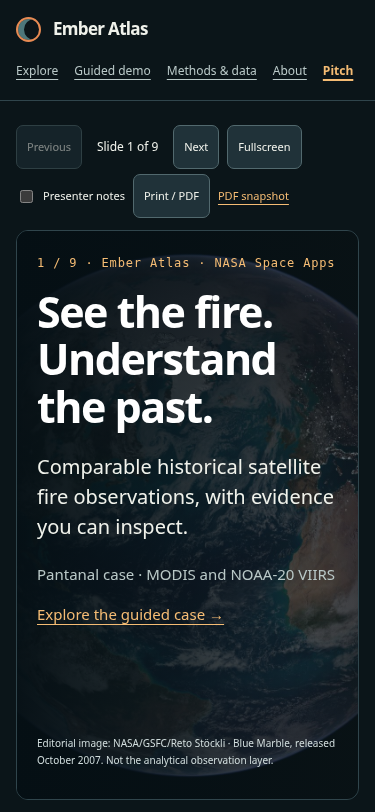 Ember Atlas
Explore Guided demo Methods & data About Pitch
Previous Slide 1 of 9 Next Fullscreen
Presenter notes Print / PDF PDF snapshot
1 / 9 · Ember Atlas · NASA Space Apps
See the fire.
Understand
the past.
Comparable historical satellite
fire observations, with evidence
you can inspect.
Pantanal case · MODIS and NOAA-20 VIIRS
Explore the guided case →
Editorial image: NASA/GSFC/Reto Stöckli · Blue Marble, released
October 2007. Not the analytical observation layer.